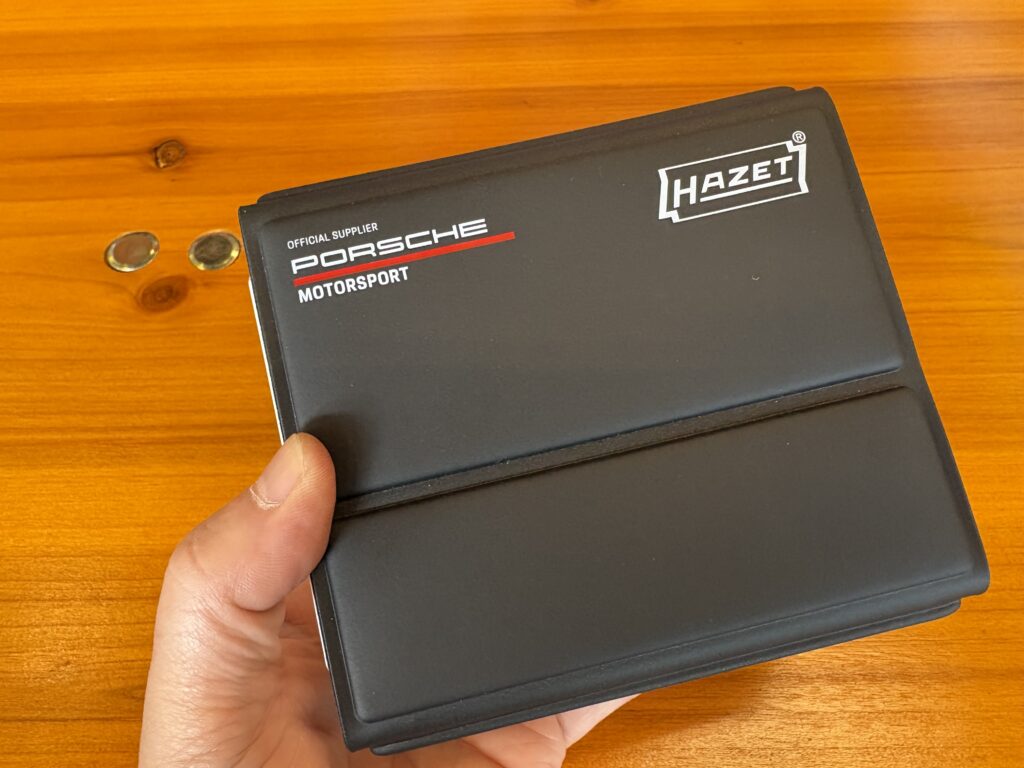 OFFICIAL SUPPLIER
PORSCHE
MOTORSPORT
HAZET®